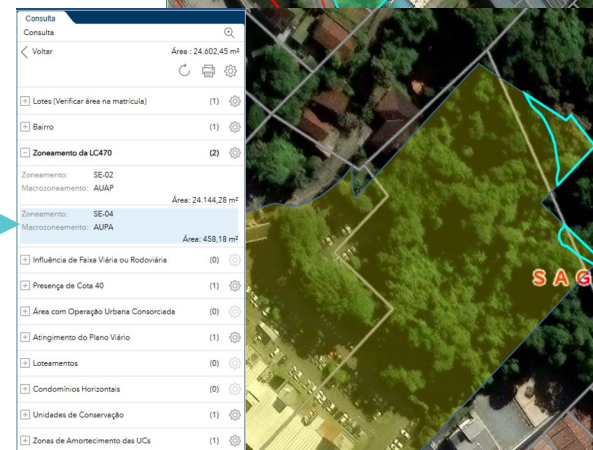 Consulta
Consulta
Voltar Área : 24.602,45 m²
Lotes (Verificar área na matrícula) (1)
Bairro (1)
Zoneamento da LC470 (2)
Zoneamento: SE-02
Macrozoneamento: AUAP
Área: 24.144,28 m²
Zoneamento: SE-04
Macrozoneamento: AUPA
Área: 458,18 m²
Influência de Faixa Viária ou Rodoviária (0)
Presença de Cota 40 (1)
Área com Operação Urbana Consorciada (0)
Atingimento do Plano Viário (1)
Loteamentos (0)
Condomínios Horizontais (0)
Unidades de Conservação (1)
Zonas de Amortecimento das UCs (1)
S A G